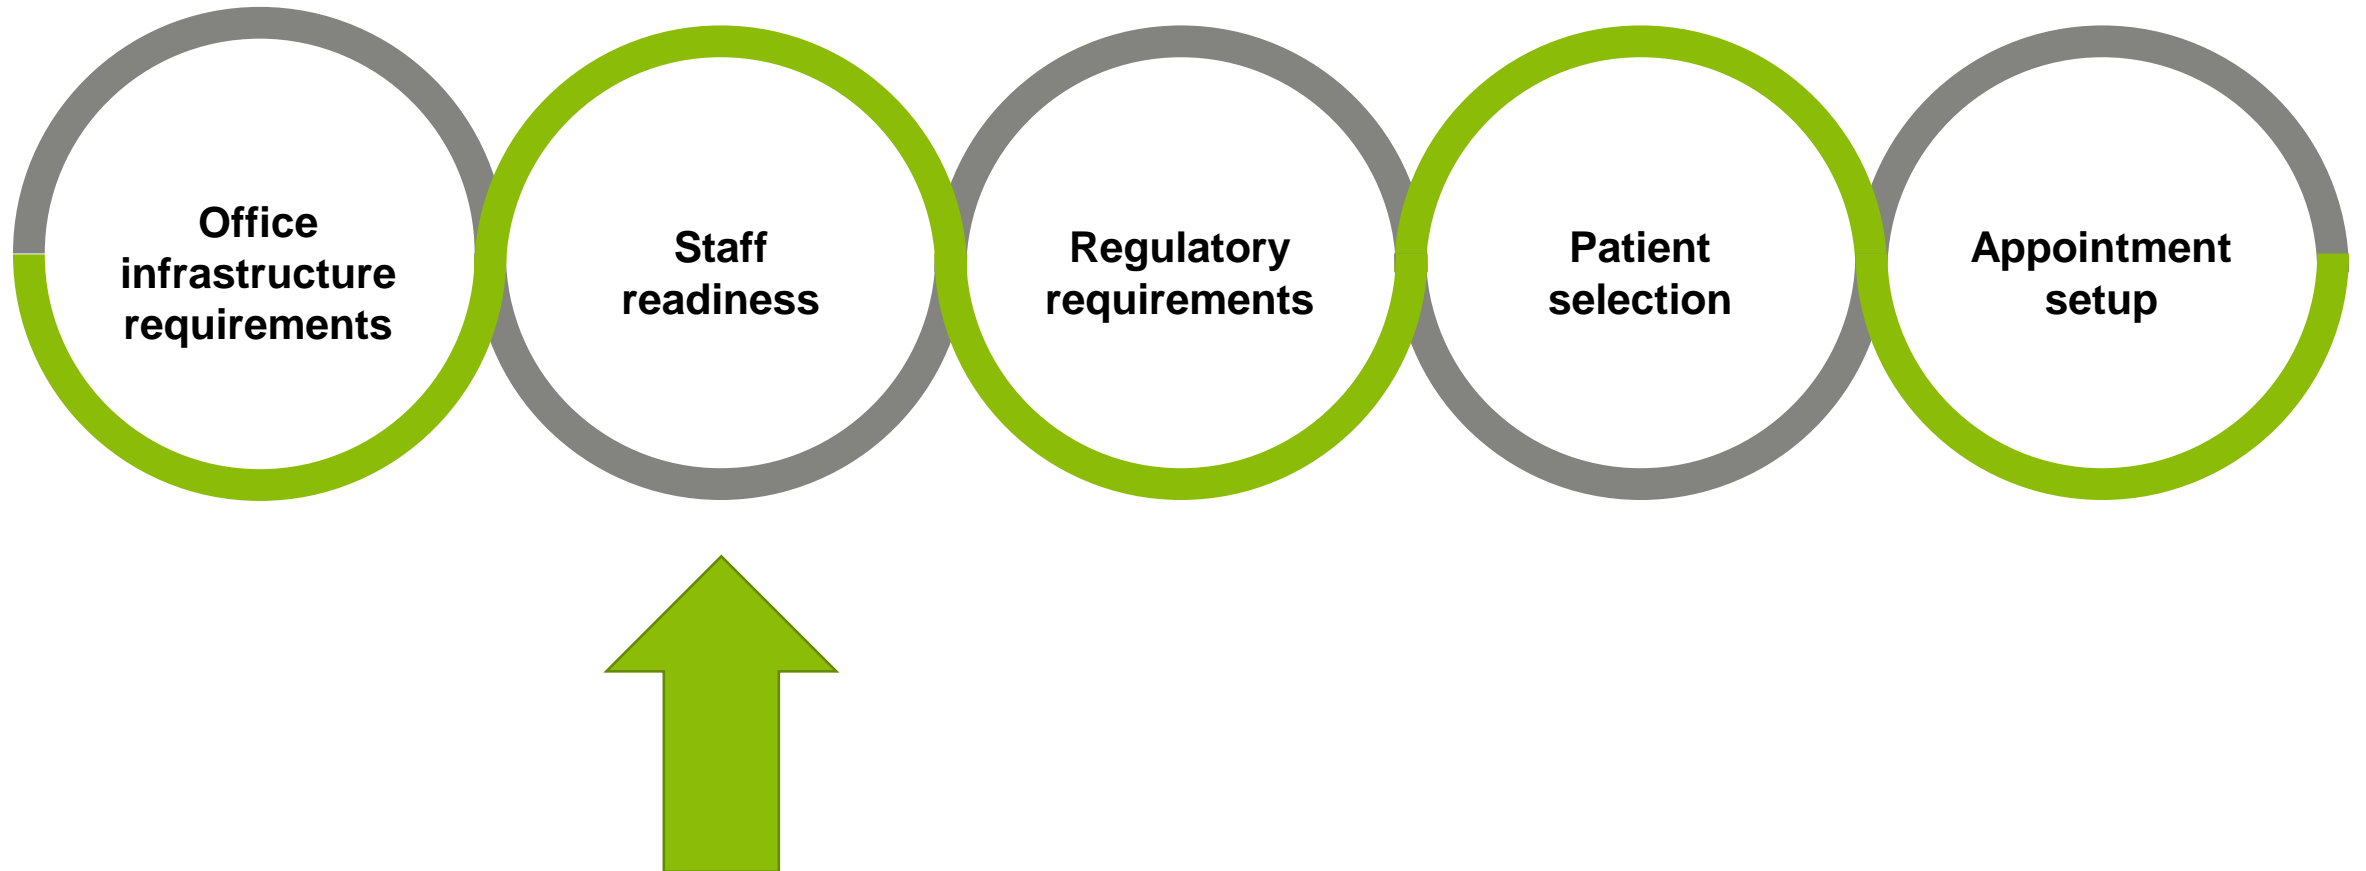 Office
infrastructure
requirements
Staff
readiness
Regulatory
requirements
Patient
selection
Appointment
setup